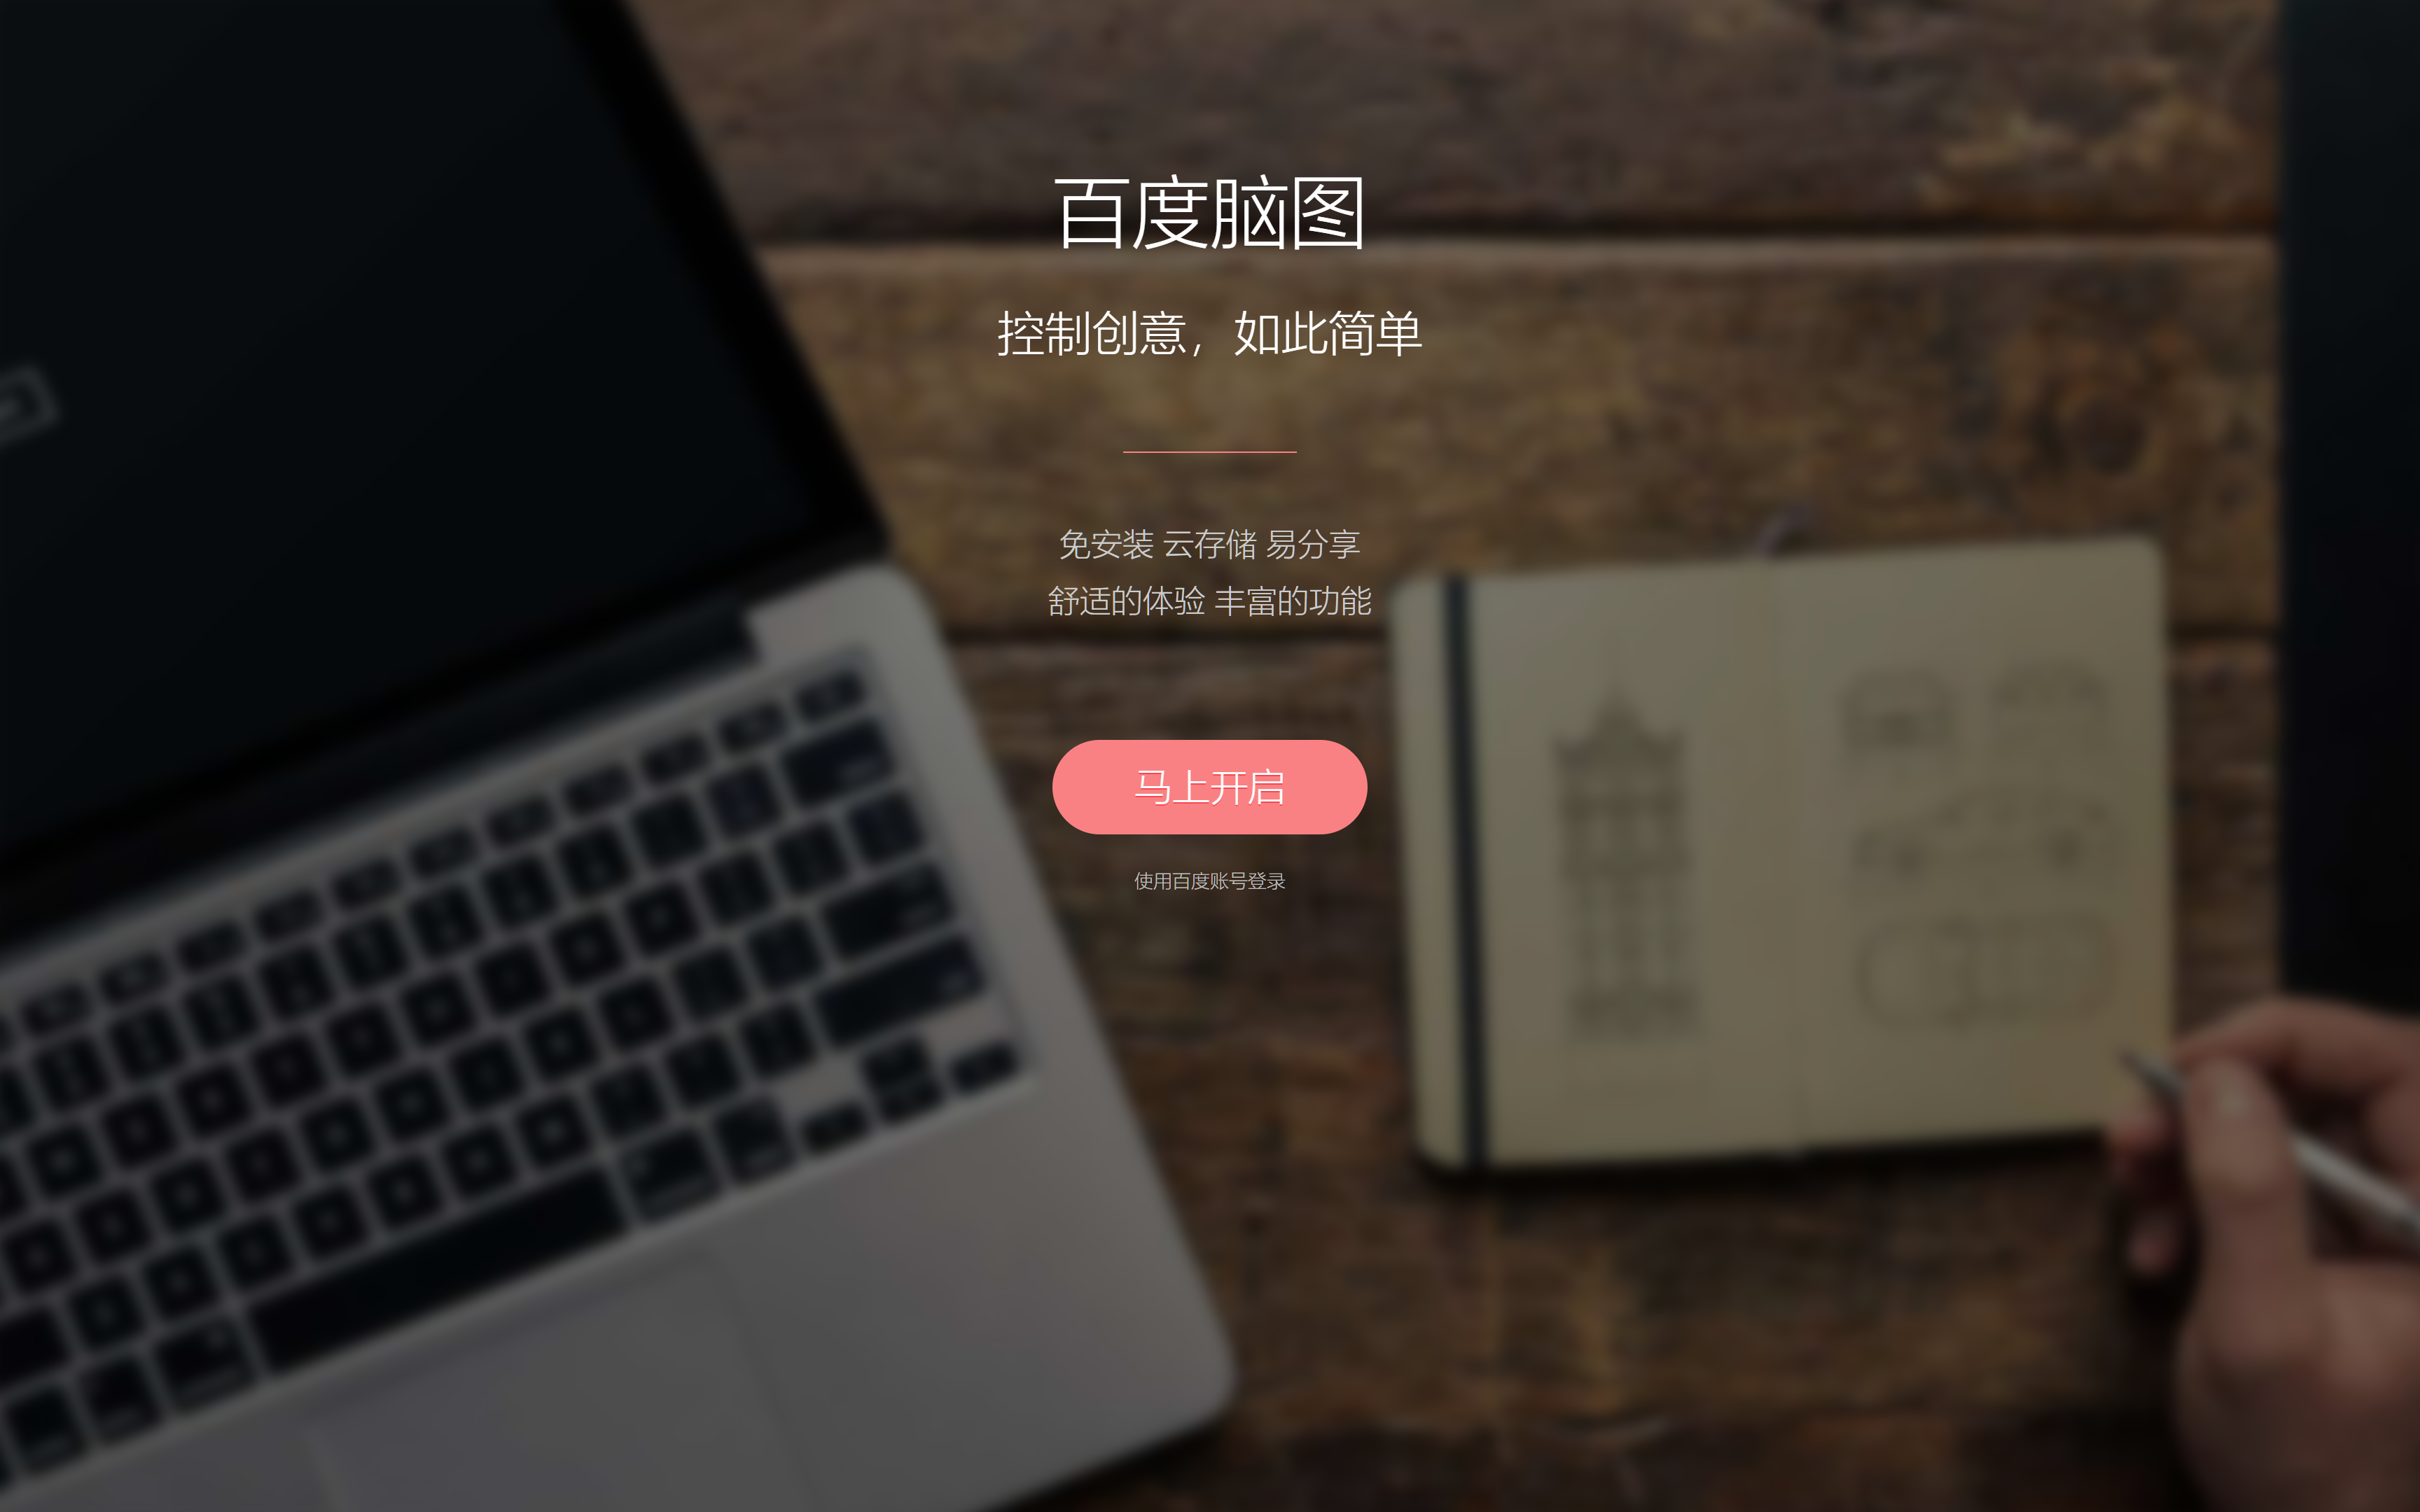 百度脑图
控制创意，如此简单
免安装 云存储 易分享
舒适的体验 丰富的功能
马上开启
使用百度账号登录